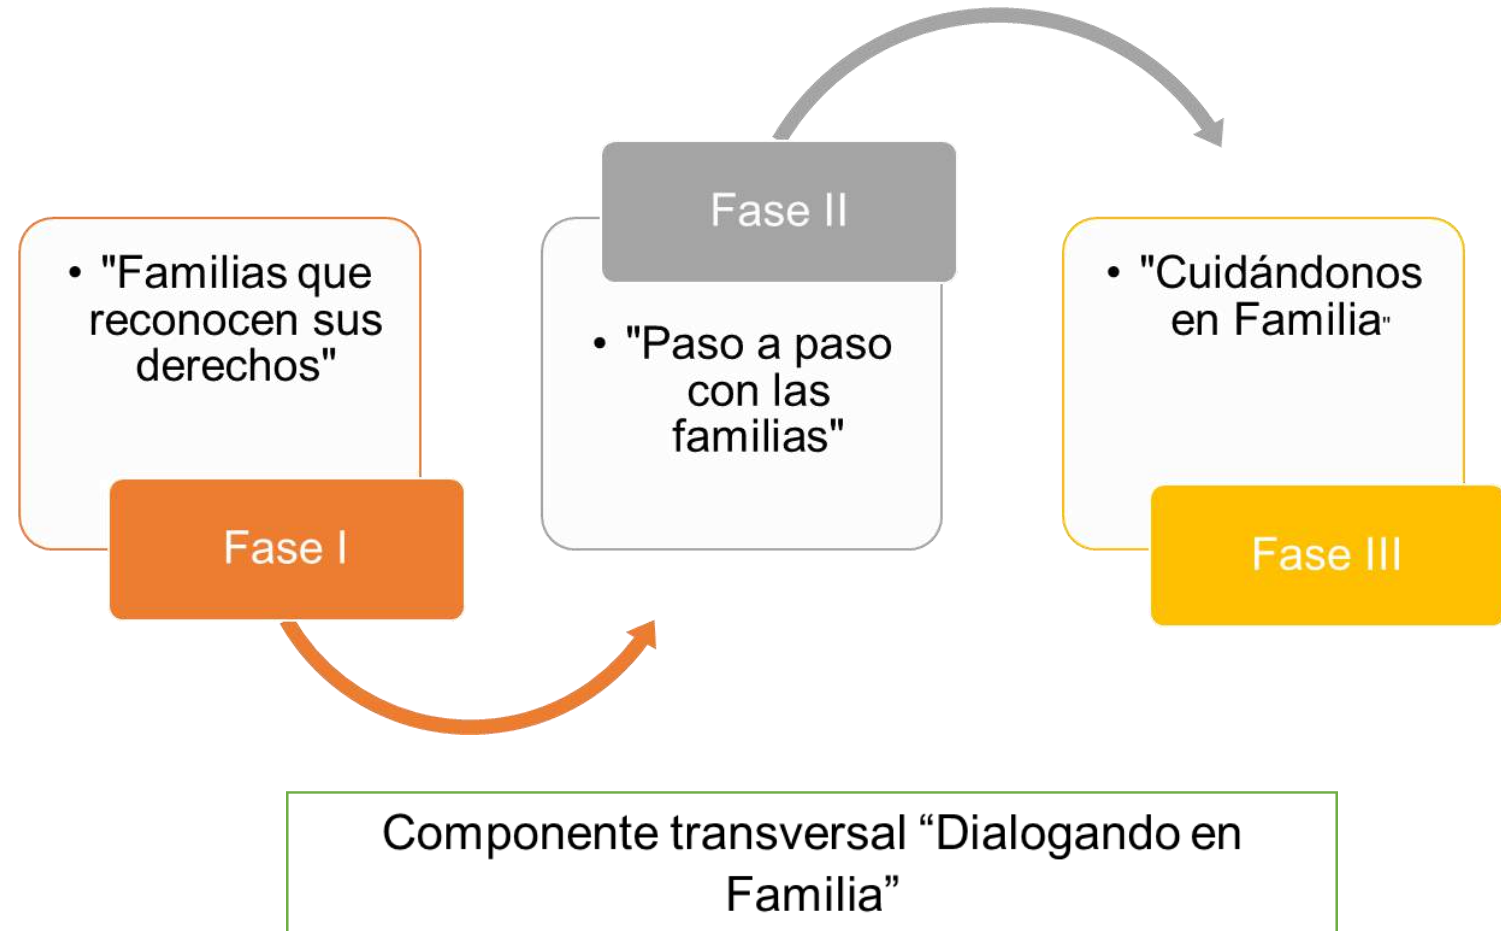 • "Familias que
reconocen sus
derechos"
Fase I
Fase II
• "Paso a paso
con las
familias"
• "Cuidándonos
en Familia"
Fase III
Componente transversal “Dialogando en
Familia”